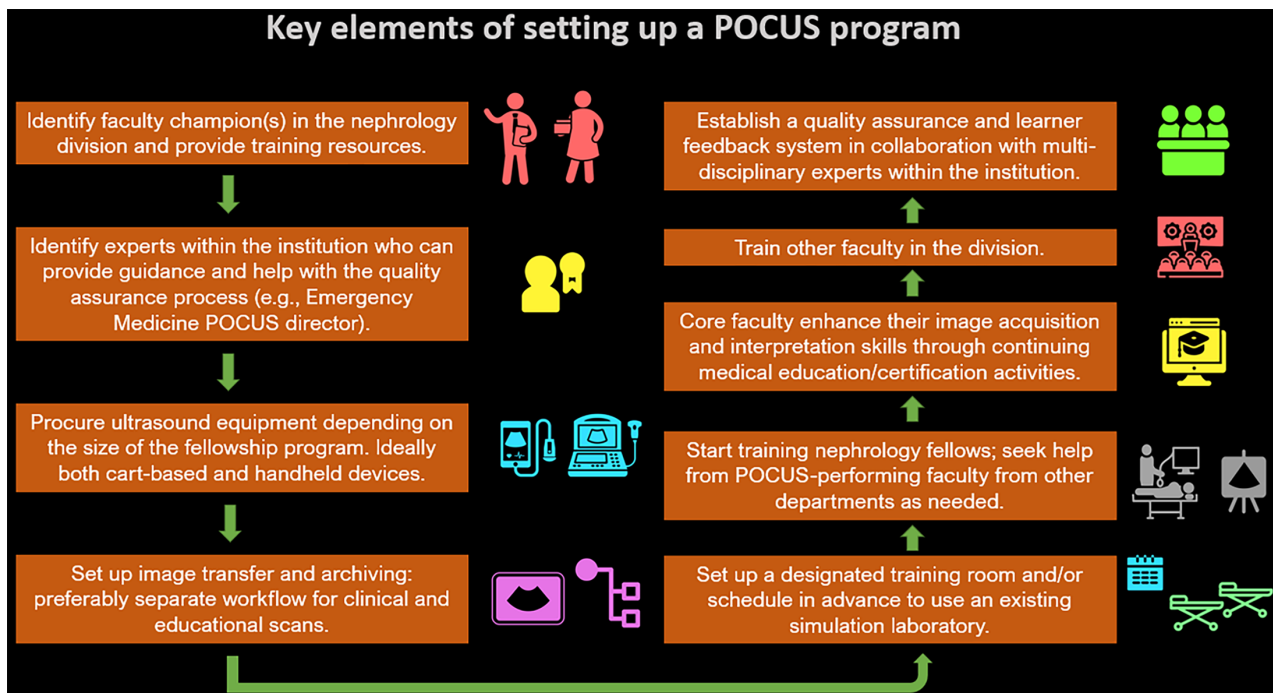 Key elements of setting up a POCUS program
Identify faculty champion(s) in the nephrology
division and provide training resources.
Identify experts within the institution who can
provide guidance and help with the quality
assurance process (e.g., Emergency
Medicine POCUS director).
Procure ultrasound equipment depending on
the size of the fellowship program. Ideally
both cart-based and handheld devices.
Set up image transfer and archiving:
preferably separate workflow for clinical and
educational scans.
Set up a designated training room and/or
schedule in advance to use an existing
simulation laboratory.
Start training nephrology fellows; seek help
from POCUS-performing faculty from other
departments as needed.
Core faculty enhance their image acquisition
and interpretation skills through continuing
medical education/certification activities.
Train other faculty in the division.
Establish a quality assurance and learner
feedback system in collaboration with multi-
disciplinary experts within the institution.